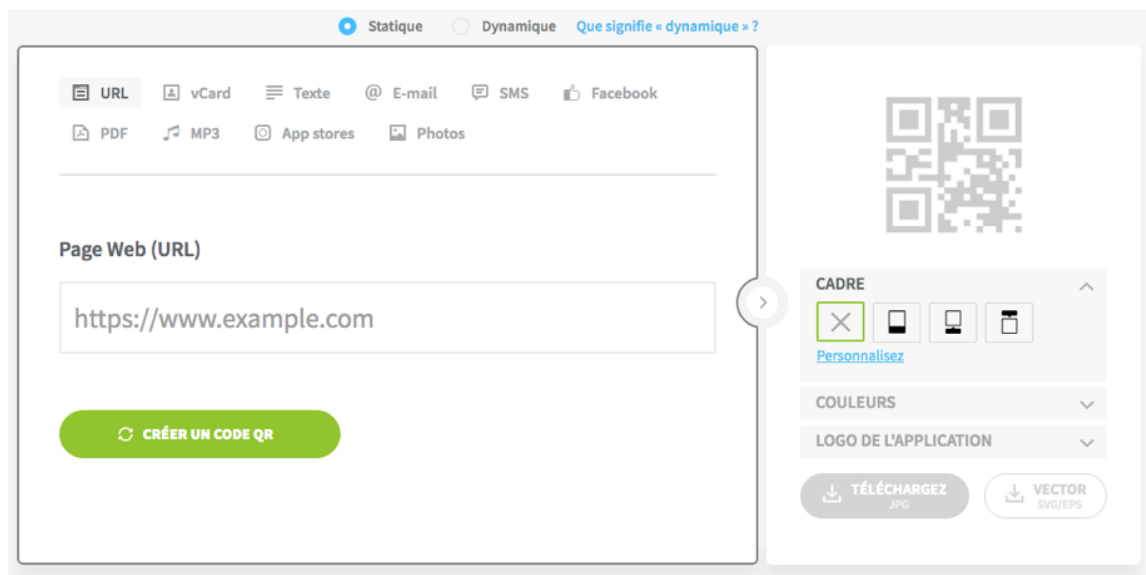 Statique Dynamique Que signifie « dynamique » ?
URL vCard Texte @ E-mail SMS Facebook
PDF MP3 App stores Photos
Page Web (URL)
https://www.example.com
CRÉER UN CODE QR
CADRE
Personnalisez
COULEURS
LOGO DE L'APPLICATION
TÉLÉCHARGEZ
JPG
VECTOR
SVG/EPS